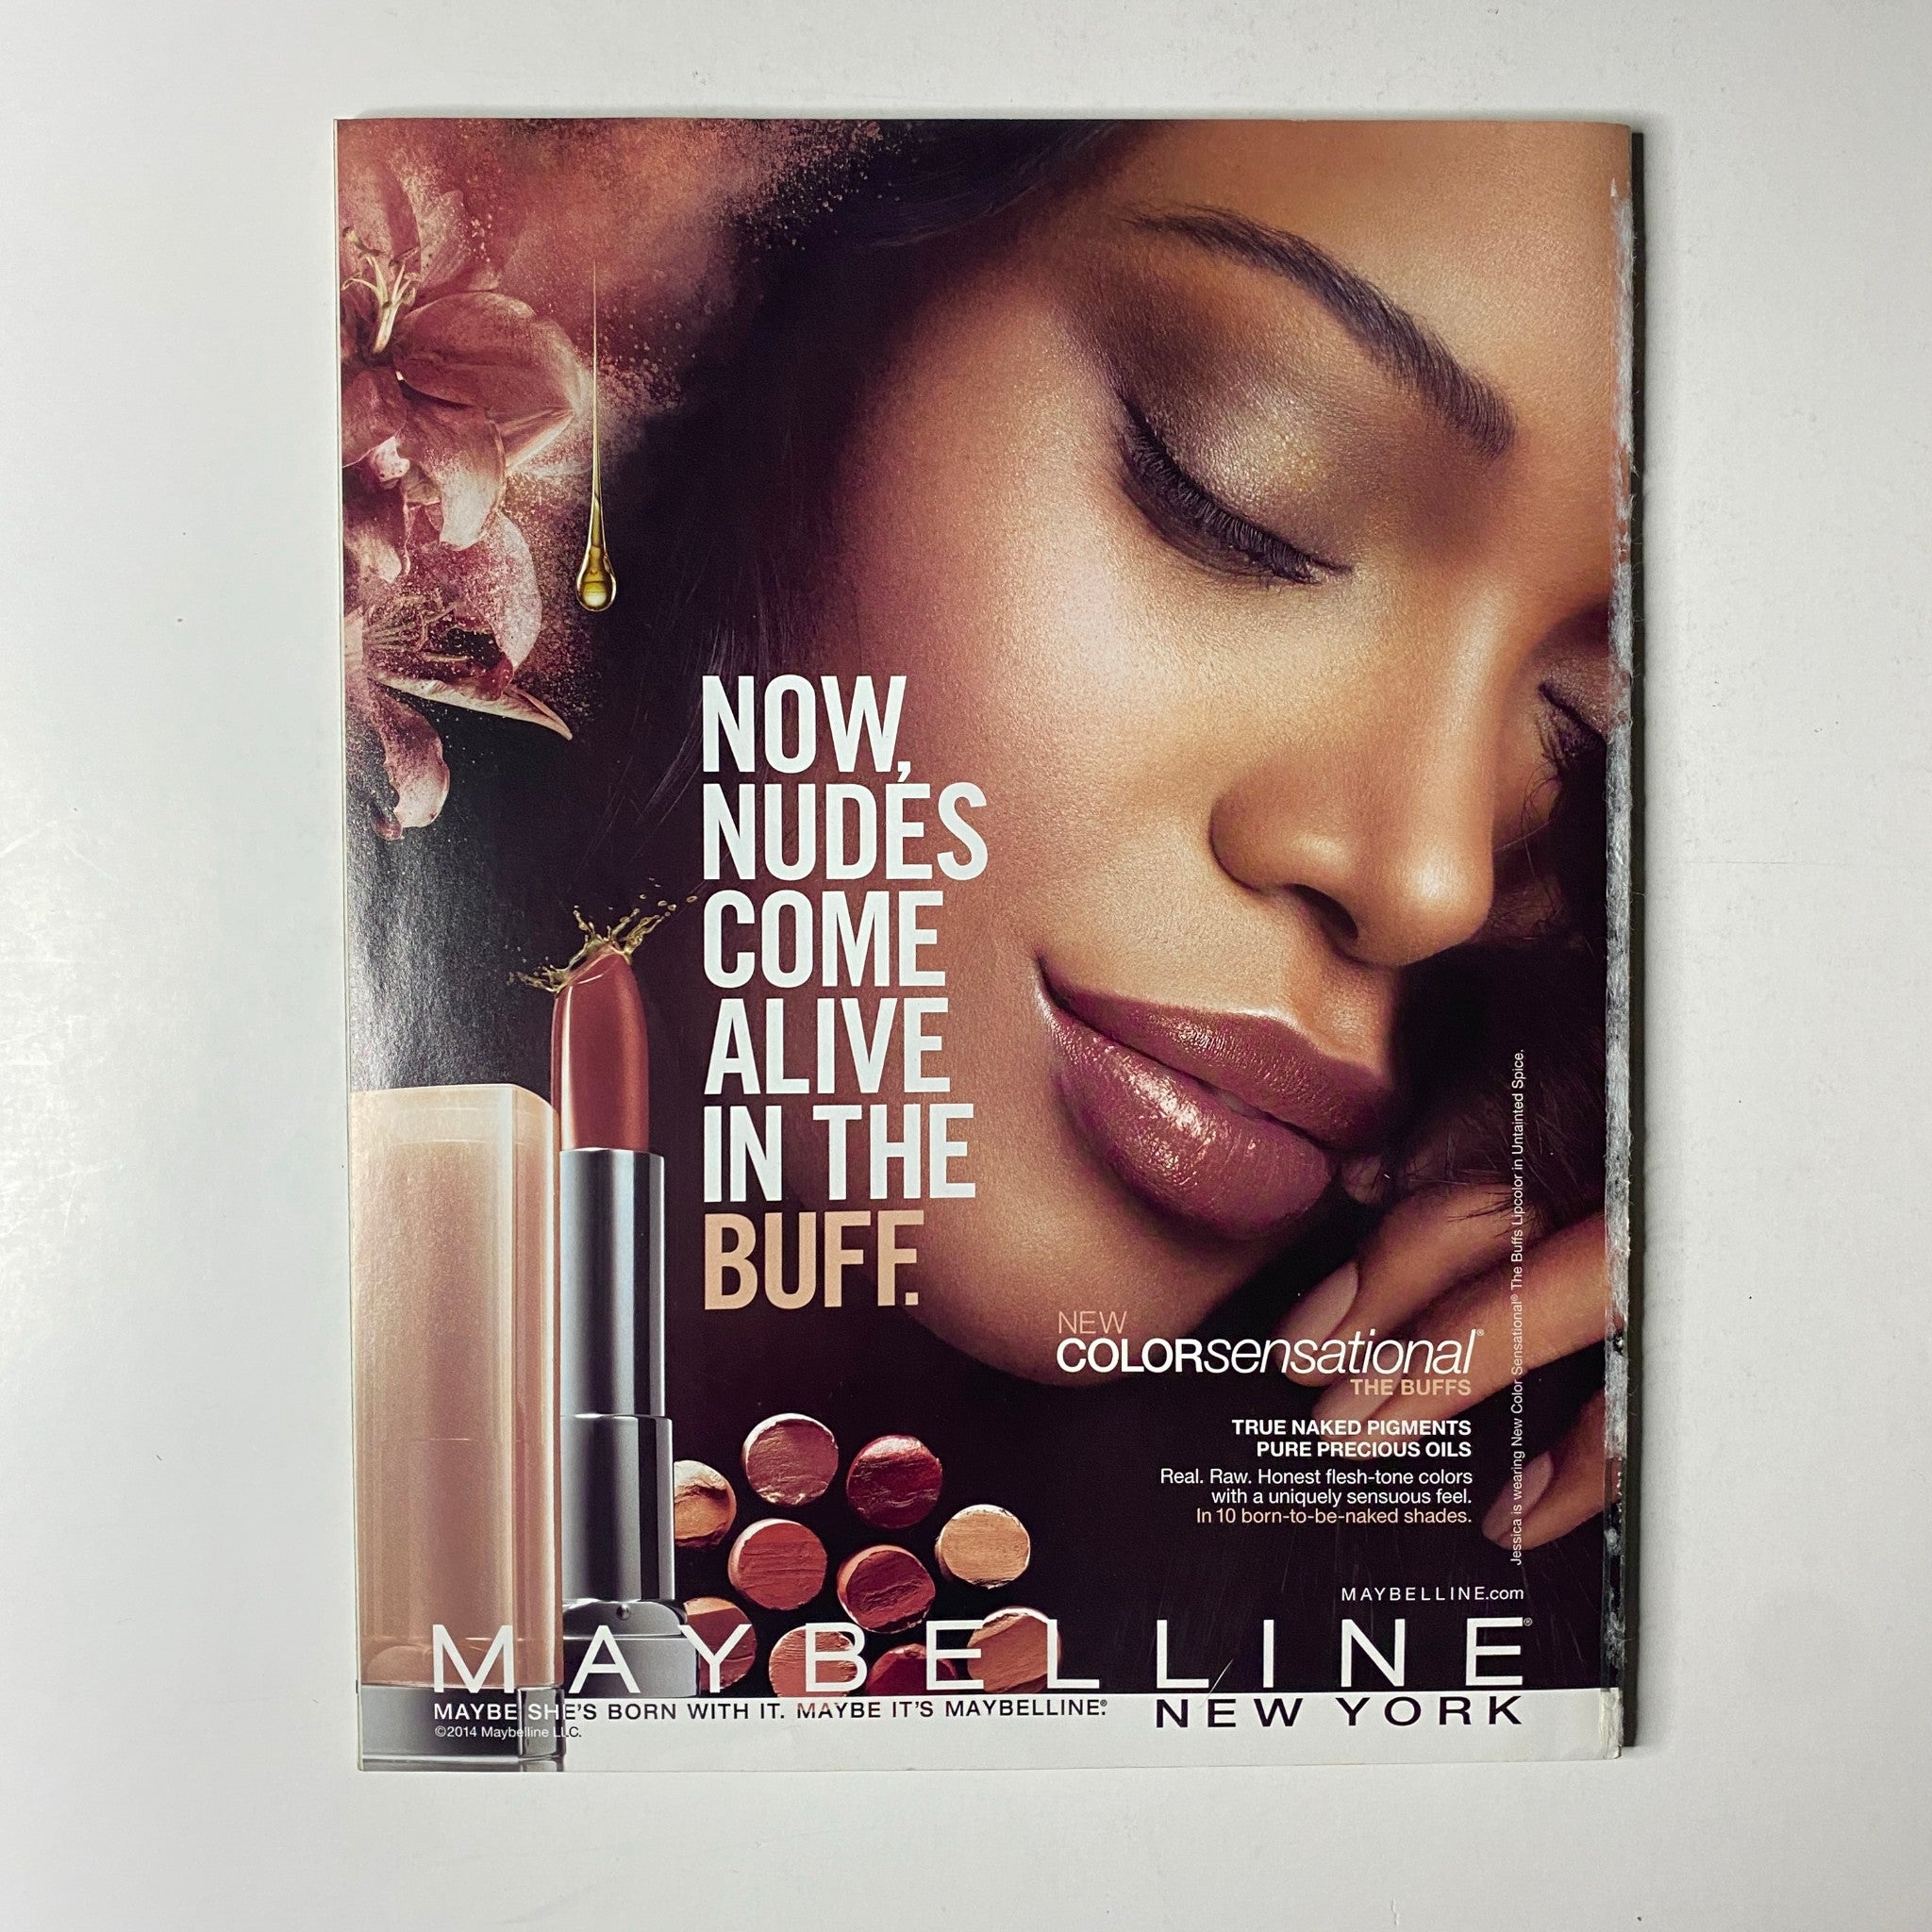 NOW,
NUDES
COME
ALIVE
IN THE
BUFF.
NEW
COLORsensational®
THE BUFFS
TRUE NAKED PIGMENTS
PURE PRECIOUS OILS
Real. Raw. Honest flesh-tone colors
with a uniquely sensuous feel.
In 10 born-to-be-naked shades.
Jessica is wearing New Color Sensational® The Buffs Lipcolor in Untainted Spice.
MAYBELLINE.com
MAYBELLINE®
MAYBE SHE'S BORN WITH IT. MAYBE IT'S MAYBELLINE®.
NEW YORK
©2014 Maybelline LLC.